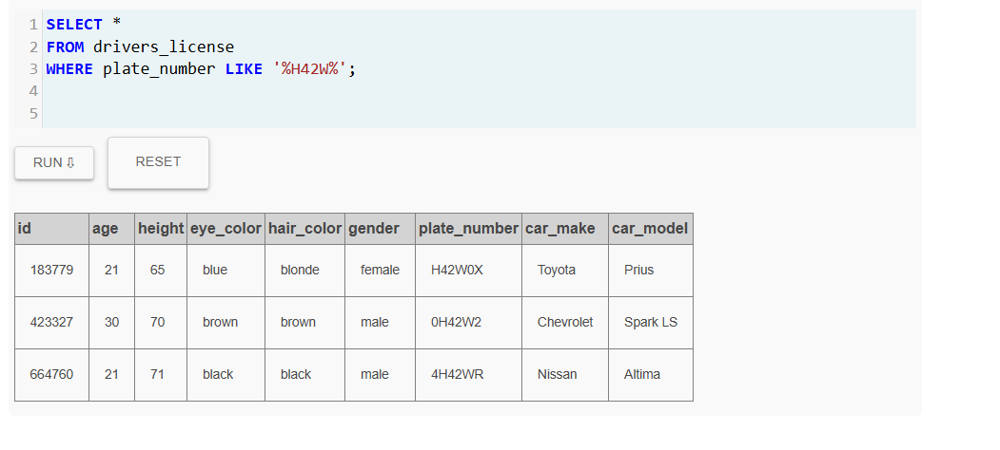 1 SELECT *
2 FROM drivers_license
3 WHERE plate_number LIKE '%H42W%';
4
5
RUN ⇩ RESET
id age height eye_color hair_color gender plate_number car_make car_model
183779 21 65 blue blonde female H42W0X Toyota Prius
423327 30 70 brown brown male 0H42W2 Chevrolet Spark LS
664760 21 71 black black male 4H42WR Nissan Altima